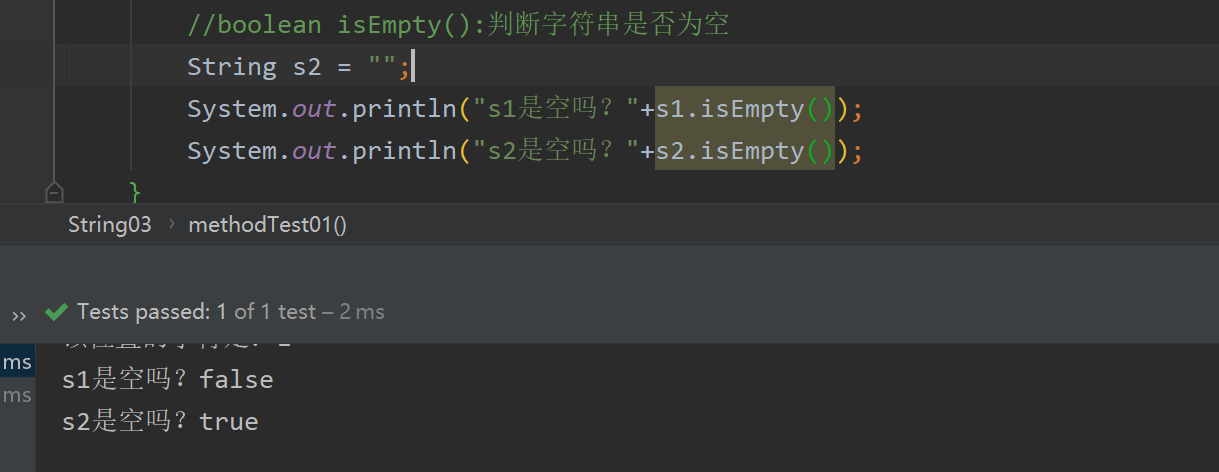 //boolean isEmpty():判断字符串是否为空
String s2 = "";
System.out.println("s1是空吗？"+s1.isEmpty());
System.out.println("s2是空吗？"+s2.isEmpty());
}
String03 › methodTest01()
›› Tests passed: 1 of 1 test – 2 ms
ms
s1是空吗？false
ms
s2是空吗？true